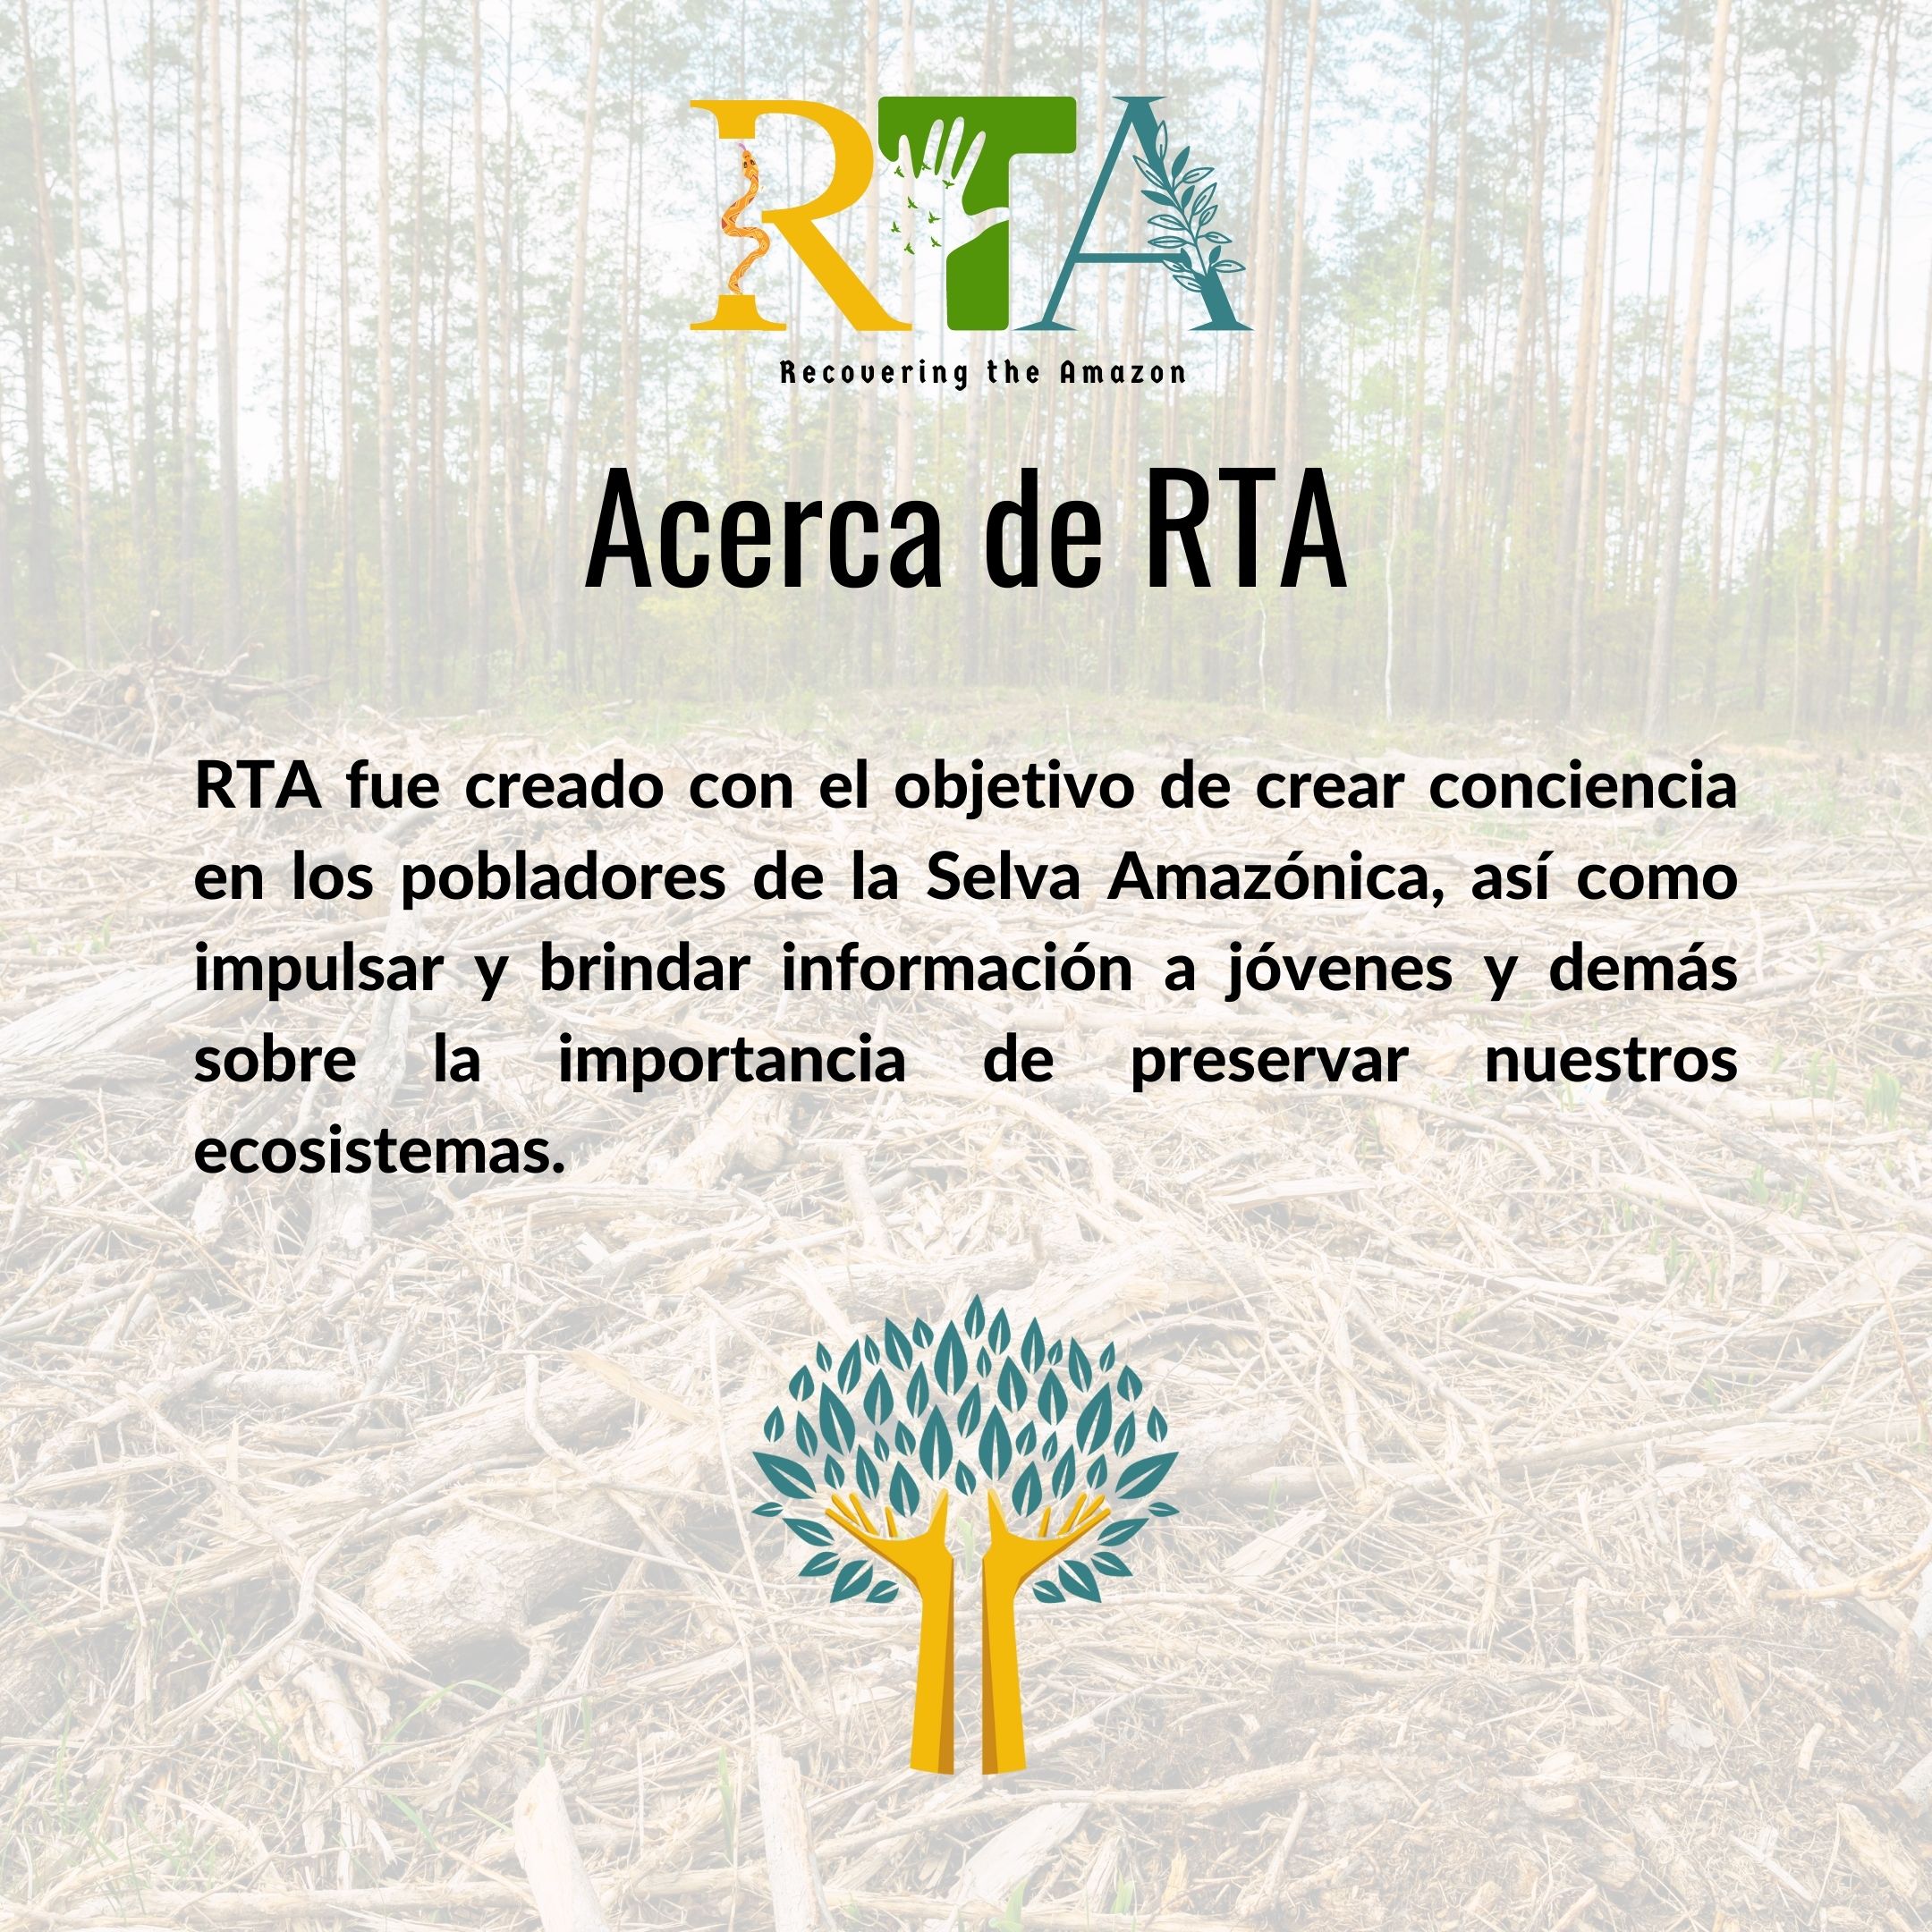 RTA
Recovering the Amazon
Acerca de RTA
RTA fue creado con el objetivo de crear conciencia
en los pobladores de la Selva Amazónica, así como
impulsar y brindar información a jóvenes y demás
sobre la importancia de preservar nuestros
ecosistemas.